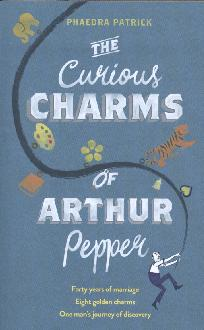 PHAEDRA PATRICK
THE
Curious
CHARMS
OF
ARTHUR
Pepper
Forty years of marriage
Eight golden charms
One man's journey of discovery